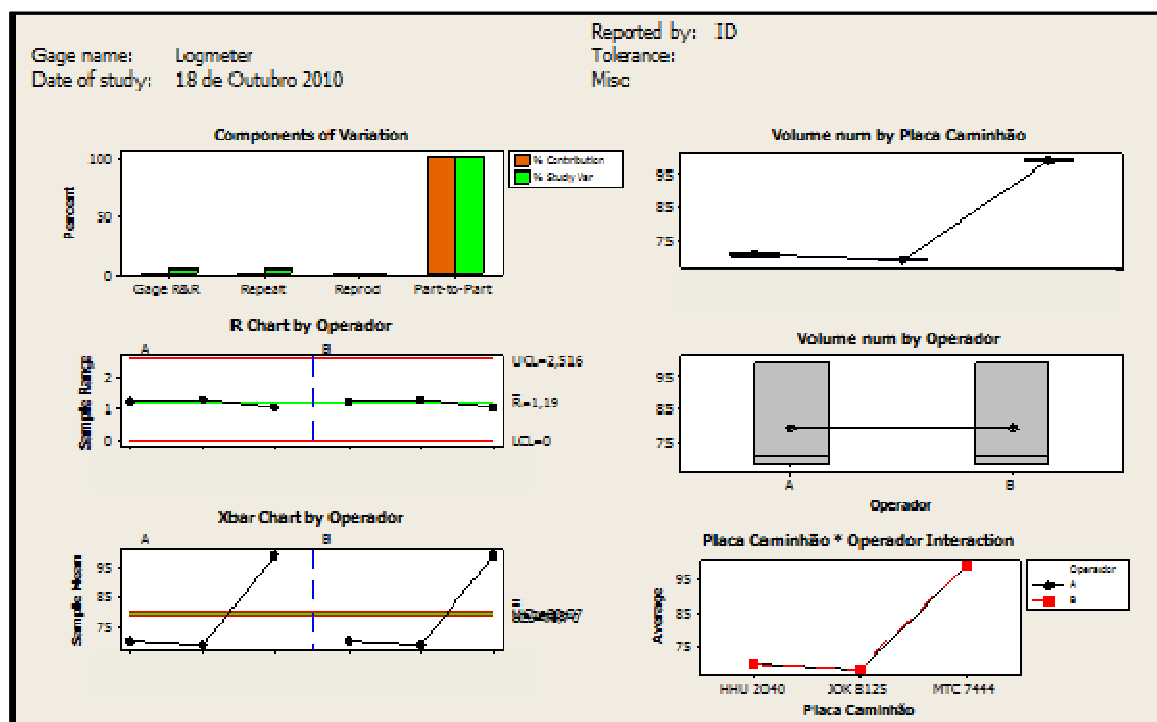 Reported by: ID
Gage name: Logmeter
Tolerance:
Date of study: 18 de Outubro 2010
Misc
Components of Variation
100
50
0
Percent
% Contribution
% Study Var
Gage R&R
Repeat
Reprod
Part-to-Part
Volume num by Placa Caminhão
95
85
75
R Chart by Operador
A
B
2
1
0
Sample Range
UCL=2,516
R=1,19
LCL=0
Volume num by Operador
95
85
75
A
B
Operador
Xbar Chart by Operador
A
B
95
85
75
Sample Mean
Placa Caminhão * Operador Interaction
95
85
75
Average
Operador
A
B
HHU 2040
JOK 8125
MTC 7444
Placa Caminhão